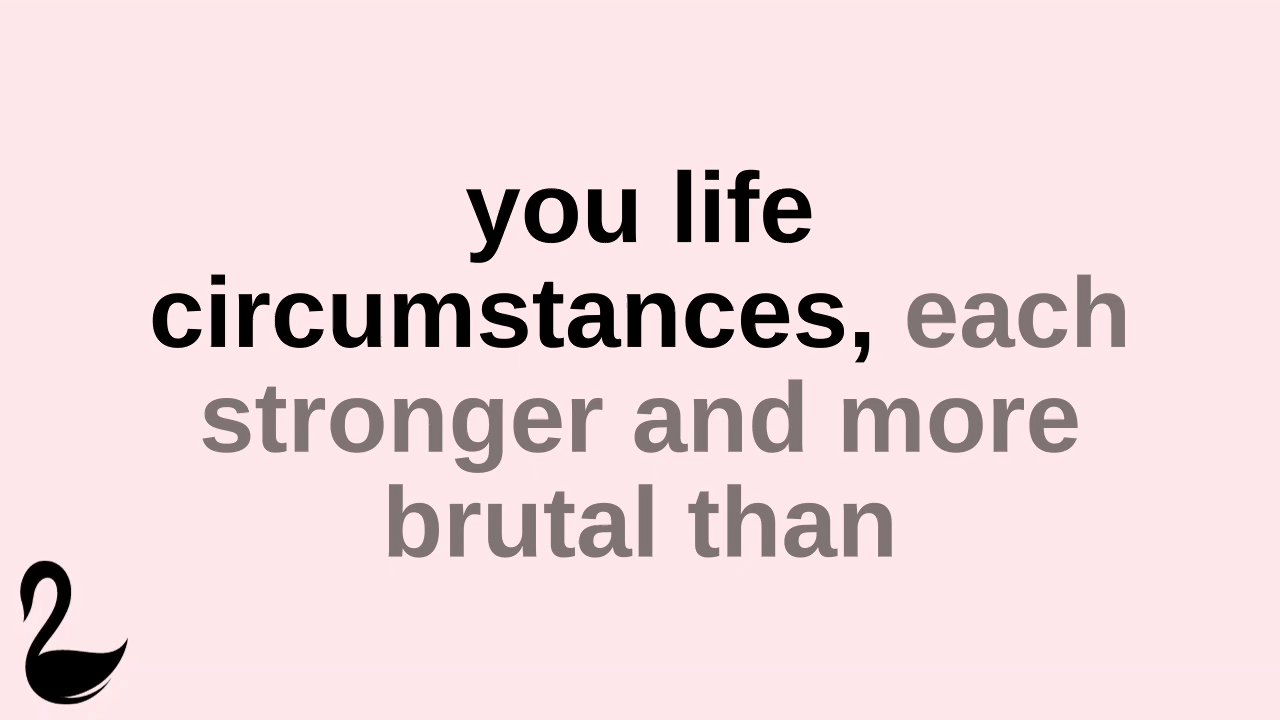 you life
circumstances, each
stronger and more
brutal than